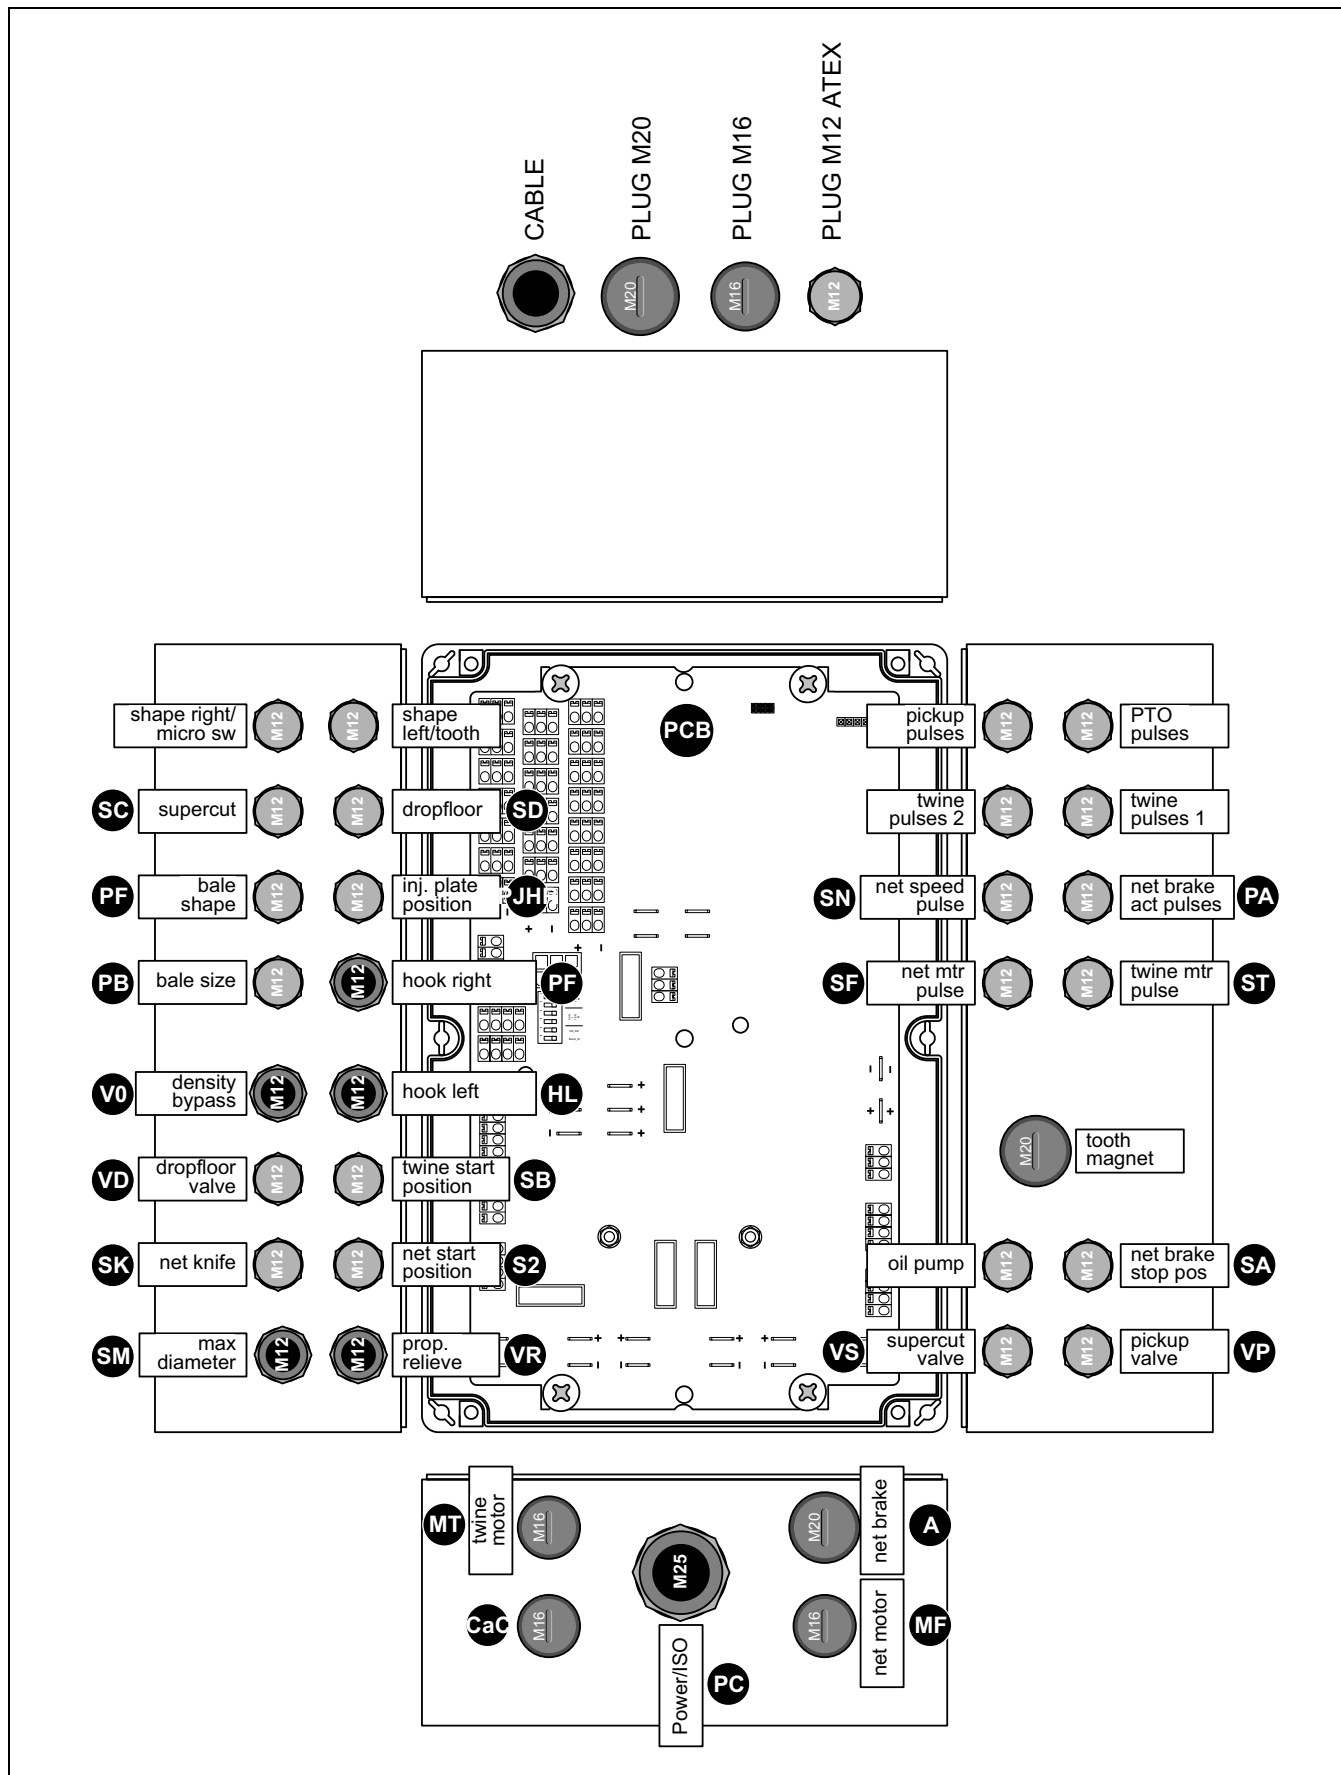 CABLE
PLUG M20
PLUG M16
PLUG M12 ATEX
M20
M16
M12
shape right/
micro sw
M12
M12
shape
left/tooth
PCB
pickup
pulses
M12
M12
PTO
pulses
SC
supercut
M12
M12
dropfloor
SD
twine
pulses 2
M12
M12
twine
pulses 1
PF
bale
shape
M12
M12
inj. plate
position
JH
SN
net speed
pulse
M12
M12
net brake
act pulses
PA
PB
bale size
M12
M12
hook right
PF
SF
net mtr
pulse
M12
M12
twine mtr
pulse
ST
V0
density
bypass
M12
M12
hook left
HL
VD
dropfloor
valve
M12
M12
twine start
position
SB
M20
tooth
magnet
SK
net knife
M12
M12
net start
position
S2
oil pump
M12
M12
net brake
stop pos
SA
SM
max
diameter
M12
M12
prop.
relieve
VR
VS
supercut
valve
M12
M12
pickup
valve
VP
MT
twine
motor
M16
M25
M20
net brake
A
CaC
M16
M16
net motor
MF
Power/ISO
PC